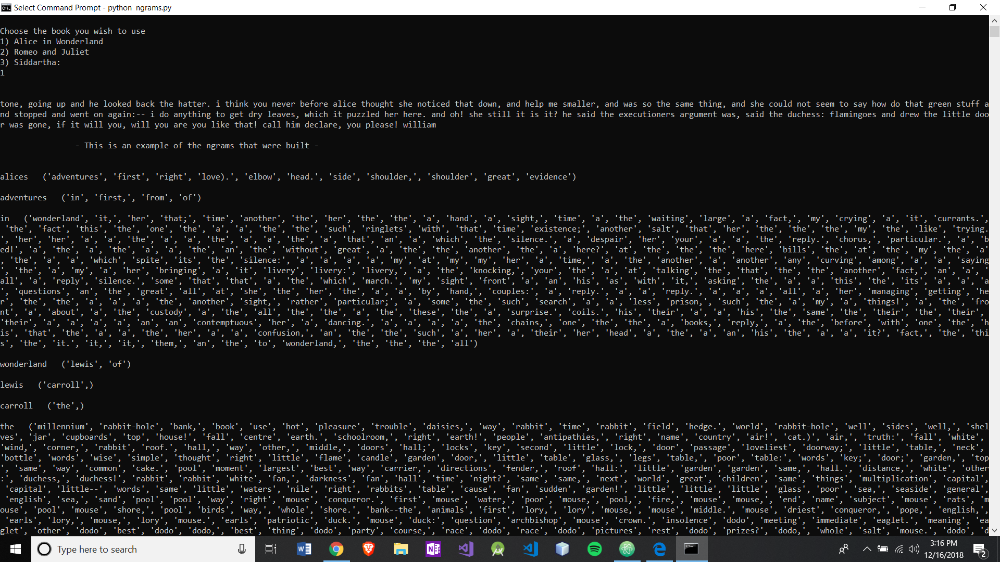 Select Command Prompt - python  ngrams.py
Choose the book you wish to use
1) Alice in Wonderland
2) Romeo and Juliet
3) Siddartha:
1
tone, going up and he looked back the hatter. i think you never before alice thought she noticed that down, and help me smaller, and was so the same thing, and she could not seem to say how do that green stuff a
nd stopped and went on again:-- i do anything to get dry leaves, which it puzzled her here. and oh! she still it is it? he said the executioners argument was, said the duchess: flamingoes and drew the little doo
r was gone, if it will you, will you are you like that! call him declare, you please! william
- This is an example of the ngrams that were built -
alices   ('adventures', 'first', 'right', 'love).', 'elbow', 'head.', 'side', 'shoulder,', 'shoulder', 'great', 'evidence')
adventures   ('in', 'first,', 'from', 'of')
in   ('wonderland', 'it,', 'her', 'that;', 'time', 'another', 'the', 'her', 'the', 'the', 'a', 'hand', 'a', 'sight,', 'time', 'a', 'the', 'waiting', 'large', 'a', 'fact,', 'my', 'crying', 'a', 'it', 'currants.',
 'the', 'fact', 'this', 'the', 'one', 'the', 'a', 'a', 'the', 'the', 'such', 'ringlets', 'with', 'that', 'time', 'existence;', 'another', 'salt', 'that', 'her', 'the', 'the', 'the', 'my', 'the', 'like', 'trying.
', 'her', 'her', 'a', 'a', 'the', 'a', 'a', 'the', 'a', 'a', 'the', 'a', 'that', 'an', 'a', 'which', 'the', 'silence.', 'a', 'despair', 'her', 'your', 'a', 'a', 'the', 'reply.', 'chorus,', 'particular.', 'a', 'b
ed!', 'a', 'the', 'a', 'the', 'a', 'a', 'the', 'an', 'the', 'without', 'great', 'a', 'the', 'the', 'another', 'the', 'a', 'here?', 'at', 'the', 'the', 'the', 'here', 'bills', 'the', 'at', 'the', 'my', 'the', 'a'
, 'the', 'a', 'a', 'which', 'spite', 'its', 'the', 'silence:', 'a', 'a', 'a', 'a', 'my', 'at', 'my', 'my', 'her', 'a', 'time,', 'a', 'the', 'another', 'a', 'another', 'any', 'curving', 'among', 'a', 'a', 'saying
', 'the', 'a', 'my', 'a', 'her', 'bringing', 'a', 'it', 'livery', 'livery:', 'livery,', 'a', 'the', 'knocking,', 'your', 'the', 'a', 'at', 'talking', 'the', 'that', 'the', 'the', 'another', 'fact,', 'an', 'a', '
all', 'a', 'reply', 'silence.', 'some', 'that', 'that', 'a', 'the', 'which', 'march.', 'my', 'sight', 'front', 'a', 'an', 'his', 'as', 'with', 'it,', 'asking', 'the', 'a', 'a', 'this', 'the', 'its', 'a', 'a', 'a
', 'questions', 'an', 'the', 'great', 'all', 'at', 'she', 'the', 'her', 'the', 'a', 'a', 'by', 'hand,', 'couples:', 'a', 'reply.', 'a', 'a', 'reply.', 'a', 'a', 'a', 'all', 'a', 'her', 'managing', 'getting', 'he
r', 'the', 'the', 'a', 'a', 'a', 'the', 'another', 'sight,', 'rather', 'particular;', 'a', 'some', 'the', 'such', 'search', 'a', 'a', 'less', 'prison,', 'such', 'the', 'a', 'my', 'a', 'things!', 'a', 'the', 'fro
nt', 'a', 'about', 'a', 'the', 'custody', 'a', 'the', 'all', 'the', 'the', 'a', 'the', 'these', 'the', 'a', 'surprise.', 'coils.', 'his', 'their', 'a', 'a', 'his', 'the', 'same', 'the', 'their', 'the', 'their',
'their', 'a', 'a', 'a', 'a', 'an', 'an', 'contemptuous', 'her', 'a', 'dancing.', 'a', 'a', 'a', 'a', 'the', 'chains,', 'one', 'the', 'the', 'a', 'books,', 'reply,', 'a', 'the', 'before', 'with', 'one', 'the', 'h
is', 'that', 'the', 'a', 'a', 'the', 'her', 'a', 'a', 'confusion,', 'an', 'the', 'the', 'such', 'a', 'her', 'a', 'their', 'her', 'head', 'a', 'the', 'a', 'an', 'his', 'the', 'a', 'a', 'it?', 'fact,', 'the', 'thi
s', 'the', 'it.', 'it,', 'it,', 'them,', 'an', 'the', 'to', 'wonderland,', 'the', 'the', 'the', 'all')
wonderland   ('lewis', 'of')
lewis   ('carroll',)
carroll   ('the',)
the   ('millennium', 'rabbit-hole', 'bank,', 'book', 'use', 'hot', 'pleasure', 'trouble', 'daisies,', 'way', 'rabbit', 'time', 'rabbit', 'field', 'hedge.', 'world', 'rabbit-hole', 'well', 'sides', 'well,', 'shel
ves', 'jar', 'cupboards', 'top', 'house!', 'fall', 'centre', 'earth.', 'schoolroom,', 'right', 'earth!', 'people', 'antipathies,', 'right', 'name', 'country', 'air!', 'cat.)', 'air,', 'truth:', 'fall', 'white',
'wind,', 'corner,', 'rabbit', 'roof.', 'hall,', 'way', 'other,', 'middle,', 'doors', 'hall;', 'locks', 'key', 'second', 'little', 'lock,', 'door', 'passage', 'loveliest', 'doorway;', 'little', 'table,', 'neck',
'bottle', 'words', 'wise', 'simple', 'thought', 'right', 'little', 'flame', 'candle', 'garden', 'door,', 'little', 'table', 'glass,', 'legs', 'table,', 'poor', 'table:', 'words', 'key;', 'door;', 'garden,', 'top
', 'same', 'way', 'common', 'cake.', 'pool', 'moment', 'largest', 'best', 'way', 'carrier,', 'directions', 'fender,', 'roof', 'hall:', 'little', 'garden', 'garden', 'same,', 'hall.', 'distance,', 'white', 'other
:', 'duchess,', 'duchess!', 'rabbit', 'rabbit', 'white', 'fan,', 'darkness', 'fan', 'hall', 'time', 'night?', 'same', 'same,', 'next', 'world', 'great', 'children', 'same', 'things', 'multiplication', 'capital',
 'capital', 'little--', 'words', 'same', 'little', 'waters', 'nile', 'right', 'rabbits', 'table', 'cause', 'fan', 'sudden', 'garden!', 'little', 'little', 'little', 'glass', 'poor', 'sea,', 'seaside', 'general',
 'english', 'sea,', 'sand', 'pool', 'pool', 'way', 'right', 'mouse', 'conqueror.', 'first', 'mouse', 'water,', 'poor', 'mouse,', 'pool,', 'fire,', 'mouse', 'mouse,', 'end', 'name', 'subject', 'mouse', 'rats', 'm
ouse', 'pool', 'mouse', 'shore,', 'pool', 'birds', 'way,', 'whole', 'shore.', 'bank--the', 'animals', 'first', 'lory,', 'lory', 'mouse,', 'mouse', 'middle.', 'mouse', 'driest', 'conqueror,', 'pope,', 'english,',
 'earls', 'lory,', 'mouse,', 'lory', 'mouse.', 'earls', 'patriotic', 'duck.', 'mouse', 'duck:', 'question', 'archbishop', 'mouse', 'crown.', 'insolence', 'dodo', 'meeting', 'immediate', 'eaglet.', 'meaning', 'ea
glet', 'other', 'dodo', 'best', 'dodo', 'dodo,', 'best', 'thing', 'dodo', 'party', 'course,', 'race', 'dodo', 'race', 'dodo', 'pictures', 'rest', 'dodo', 'prizes?', 'dodo,', 'whole', 'salt', 'mouse.', 'dodo', 'd
Type here to search
3:16 PM
12/16/2018
2